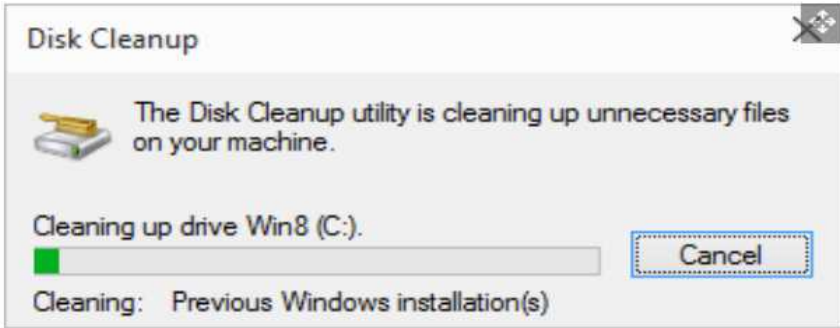 Disk Cleanup
The Disk Cleanup utility is cleaning up unnecessary files
on your machine.
Cleaning up drive Win8 (C:).
Cancel
Cleaning: Previous Windows installation(s)